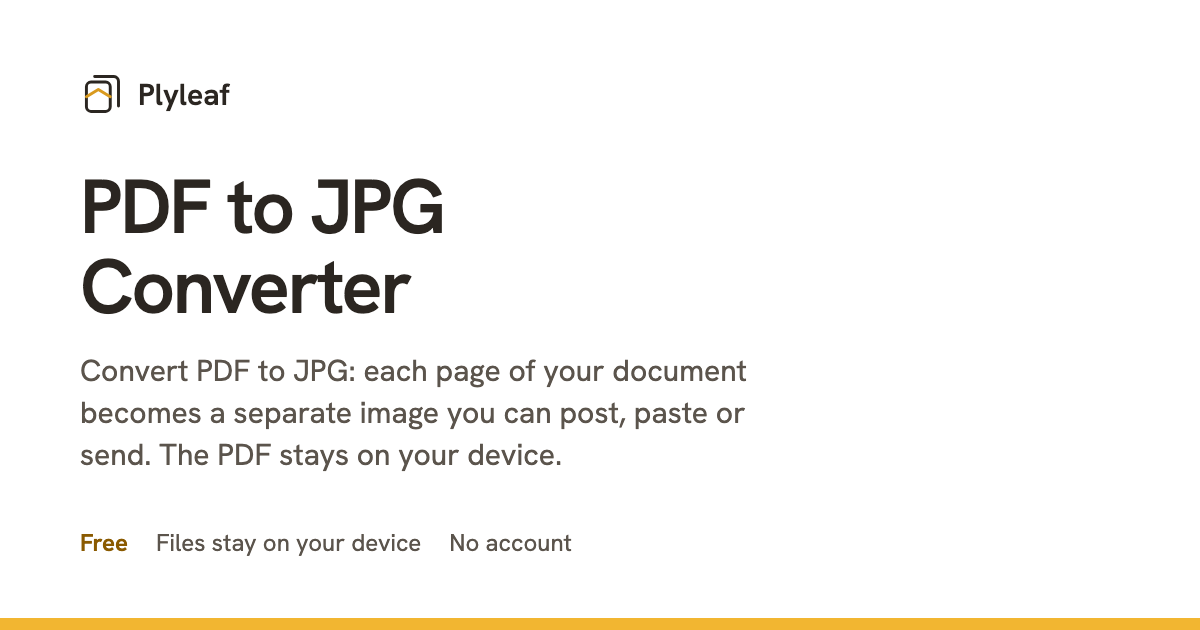 Plyleaf
PDF to JPG
Converter
Convert PDF to JPG: each page of your document
becomes a separate image you can post, paste or
send. The PDF stays on your device.
Free Files stay on your device No account